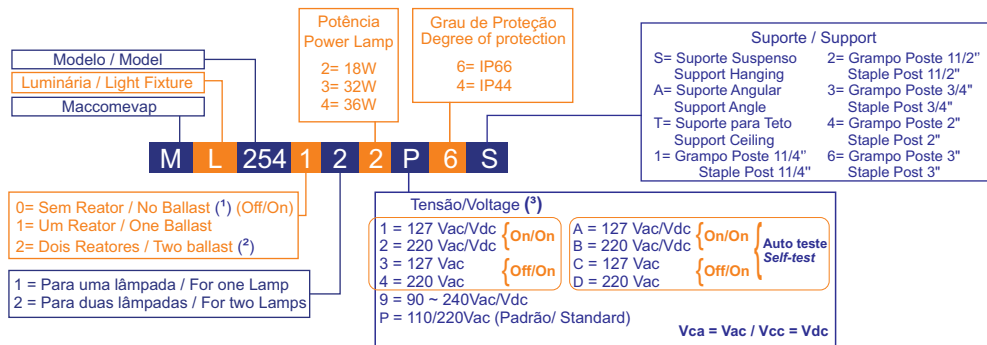 Modelo / Model
Luminária / Light Fixture
Maccomevap
Potência
Power Lamp
2= 18W
3= 32W
4= 36W
Grau de Proteção
Degree of protection
6= IP66
4= IP44
Suporte / Support
S= Suporte Suspenso
Support Hanging
A= Suporte Angular
Support Angle
T= Suporte para Teto
Support Ceiling
1= Grampo Poste 11/4"
Staple Post 11/4"
2= Grampo Poste 11/2"
Staple Post 11/2"
3= Grampo Poste 3/4"
Staple Post 3/4"
4= Grampo Poste 2"
Staple Post 2"
6= Grampo Poste 3"
Staple Post 3"
M L 254 1 2 2 P 6 S
0= Sem Reator / No Ballast (¹) (Off/On)
1= Um Reator / One Ballast
2= Dois Reatores / Two ballast (²)
1 = Para uma lâmpada / For one Lamp
2 = Para duas lâmpadas / For two Lamps
Tensão/Voltage (³)
1 = 127 Vac/Vdc
2 = 220 Vac/Vdc
On/On
3 = 127 Vac
4 = 220 Vac
Off/On
A = 127 Vac/Vdc
B = 220 Vac/Vdc
On/On
C = 127 Vac
D = 220 Vac
Off/On
Auto teste
Self-test
9 = 90 ~ 240Vac/Vdc
P = 110/220Vac (Padrão/ Standard)
Vca = Vac / Vcc = Vdc